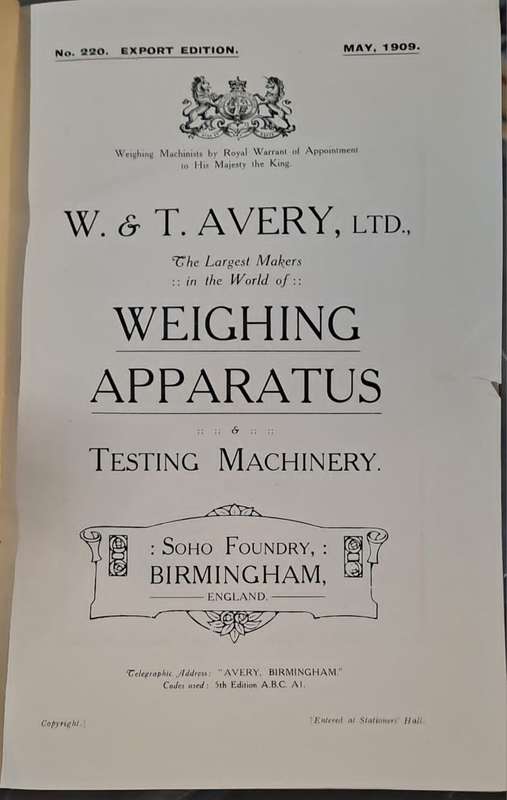 No. 220. EXPORT EDITION. MAY, 1909.
Weighing Machinists by Royal Warrant of Appointment
to His Majesty the King.
W. & T. AVERY, LTD.,
The Largest Makers
:: in the World of ::
WEIGHING
APPARATUS
:: :: & :: ::
TESTING MACHINERY.
: SOHO FOUNDRY, :
BIRMINGHAM,
ENGLAND.
Telegraphic Address: "AVERY, BIRMINGHAM."
Codes used: 5th Edition A.B.C. A1.
Copyright.] [Entered at Stationers' Hall.